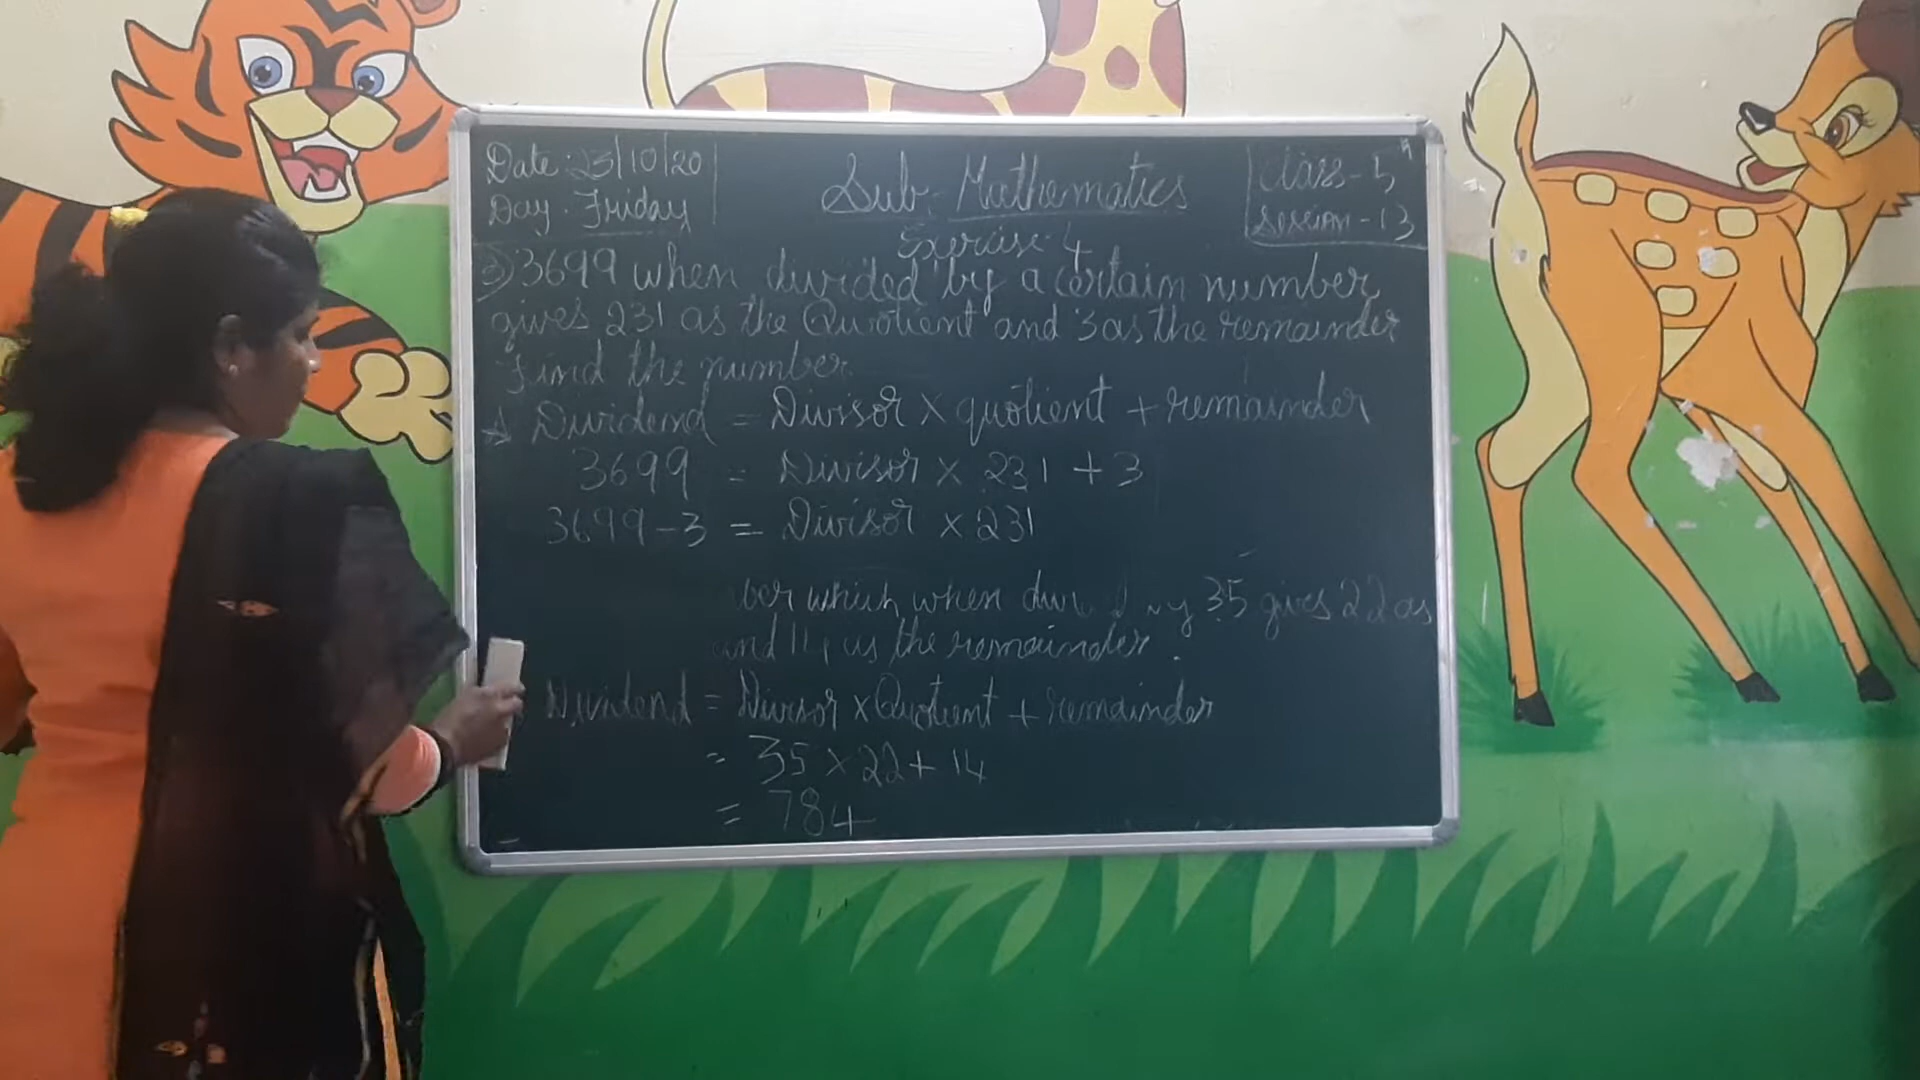 Date: 23/10/20
Day. Friday
Sub- Mathematics
Class-5
Session-13
Exercise-4
3) 3699 when divided by a certain number
gives 231 as the Quotient and 3 as the remainder
find the number.
→ Dividend = Divisor × quotient + remainder
3699 = Divisor × 231 + 3
3699-3 = Divisor × 231
which when 35 gives 22 as
and 14 as the remainder.
Dividend = Divisor × Quotient + remainder
= 35 × 22 + 14
= 784